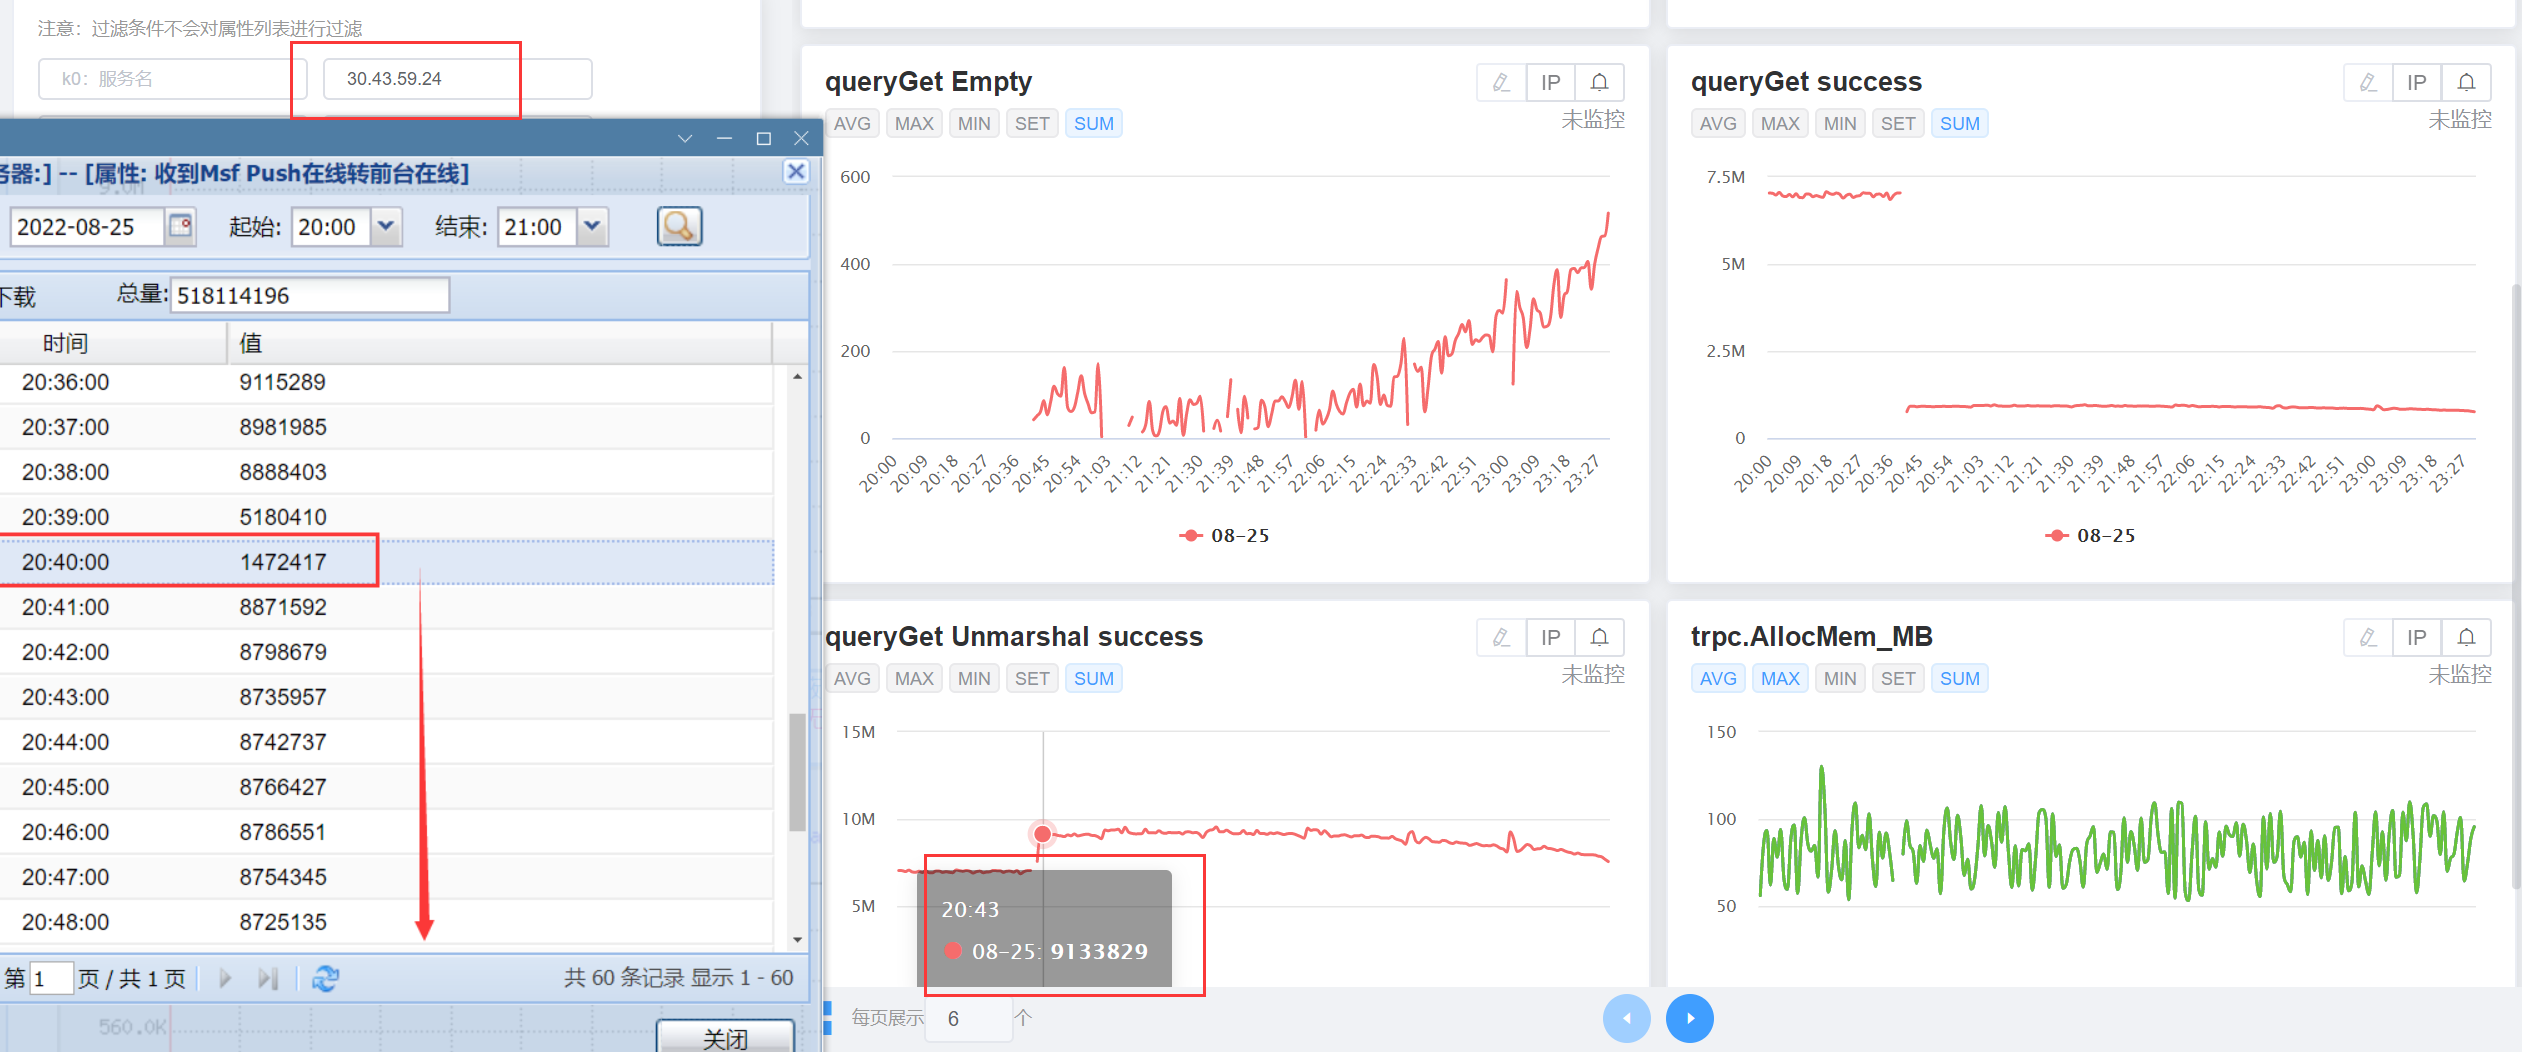 注意：过滤条件不会对属性列表进行过滤
k0：服务名
30.43.59.24
务器:] -- [属性: 收到Msf Push在线转前台在线]
2022-08-25
起始: 20:00
结束: 21:00
下载
总量: 518114196
时间 值
20:36:00 9115289
20:37:00 8981985
20:38:00 8888403
20:39:00 5180410
20:40:00 1472417
20:41:00 8871592
20:42:00 8798679
20:43:00 8735957
20:44:00 8742737
20:45:00 8766427
20:46:00 8786551
20:47:00 8754345
20:48:00 8725135
第 1 页 / 共 1 页
共 60 条记录 显示 1 - 60
560.0K
关闭
queryGet Empty
IP
AVG MAX MIN SET SUM
未监控
600
400
200
0
20:00 20:09 20:18 20:27 20:36 20:45 20:54 21:03 21:12 21:21 21:30 21:39 21:48 21:57 22:06 22:15 22:24 22:33 22:42 22:51 23:00 23:09 23:18 23:27
08-25
queryGet success
IP
AVG MAX MIN SET SUM
未监控
7.5M
5M
2.5M
0
20:00 20:09 20:18 20:27 20:36 20:45 20:54 21:03 21:12 21:21 21:30 21:39 21:48 21:57 22:06 22:15 22:24 22:33 22:42 22:51 23:00 23:09 23:18 23:27
08-25
queryGet Unmarshal success
IP
AVG MAX MIN SET SUM
未监控
15M
10M
5M
20:43
08-25: 9133829
trpc.AllocMem_MB
IP
AVG MAX MIN SET SUM
未监控
150
100
50
每页展示 6 个